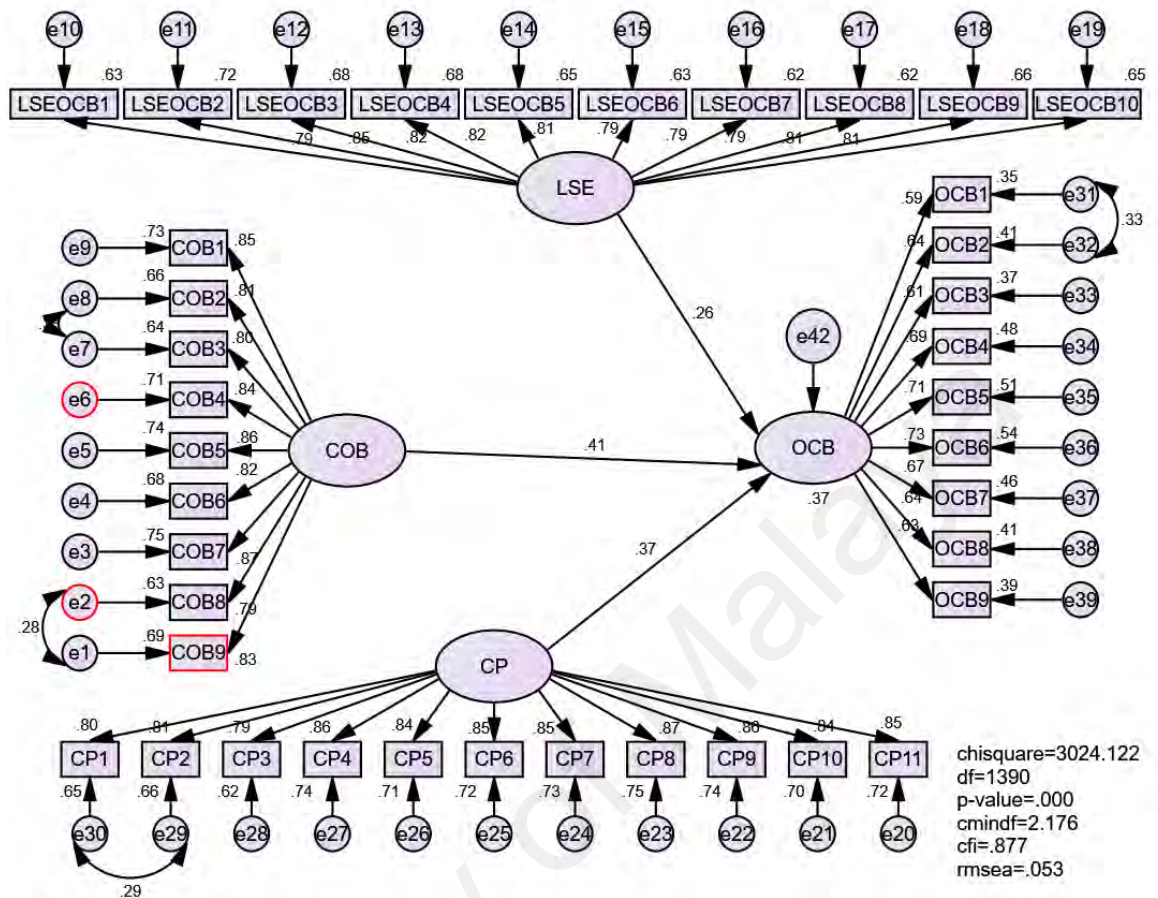 e10 e11 e12 e13 e14 e15 e16 e17 e18 e19
.63 .72 .68 .68 .65 .63 .62 .62 .66 .65
LSEOCB1 LSEOCB2 LSEOCB3 LSEOCB4 LSEOCB5 LSEOCB6 LSEOCB7 LSEOCB8 LSEOCB9 LSEOCB10
.79 .85 .82 .82 .81 .79 .79 .79 .81 .81
LSE
.59 OCB1 .35 e31
.33
e9 .73 COB1 .85
.64 OCB2 .41 e32
e8 .66 COB2 .81
.61 OCB3 .37 e33
.26
e42
e7 .64 COB3 .80
.69 OCB4 .48 e34
e6 .71 COB4 .84
.71 OCB5 .51 e35
e5 .74 COB5 .86
COB
.41
OCB
.37
.73 OCB6 .54 e36
e4 .68 COB6 .82
.67 OCB7 .46 e37
e3 .75 COB7 .87
.37
.64 OCB8 .41 e38
e2 .63 COB8 .79
.63 OCB9 .39 e39
.28
e1 .69 COB9 .83
CP
.80 .81 .79 .86 .84 .85 .85 .87 .86 .84 .85
CP1 CP2 CP3 CP4 CP5 CP6 CP7 CP8 CP9 CP10 CP11
.65 .66 .62 .74 .71 .72 .73 .75 .74 .70 .72
e30 e29 e28 e27 e26 e25 e24 e23 e22 e21 e20
.29
chisquare=3024.122
df=1390
p-value=.000
cmindf=2.176
cfi=.877
rmsea=.053